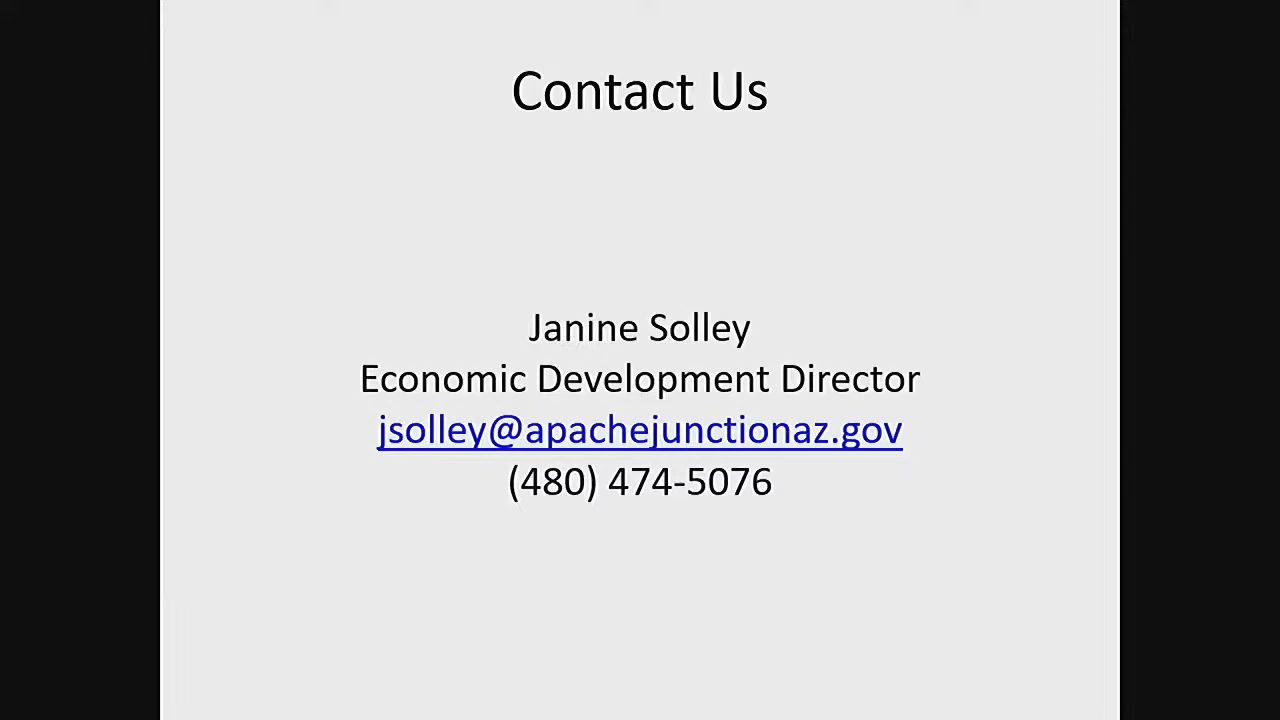 Contact Us
Janine Solley
Economic Development Director
jsolley@apachejunctionaz.gov
(480) 474-5076